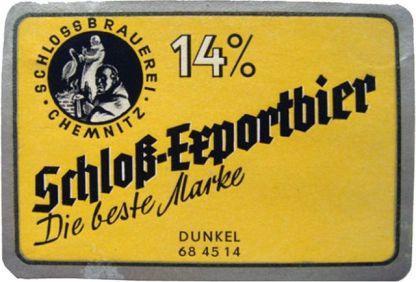 SCHLOSSBRAUEREI · CHEMNITZ ·
14%
Schloß-Exportbier
Die beste Marke
DUNKEL
68 45 14